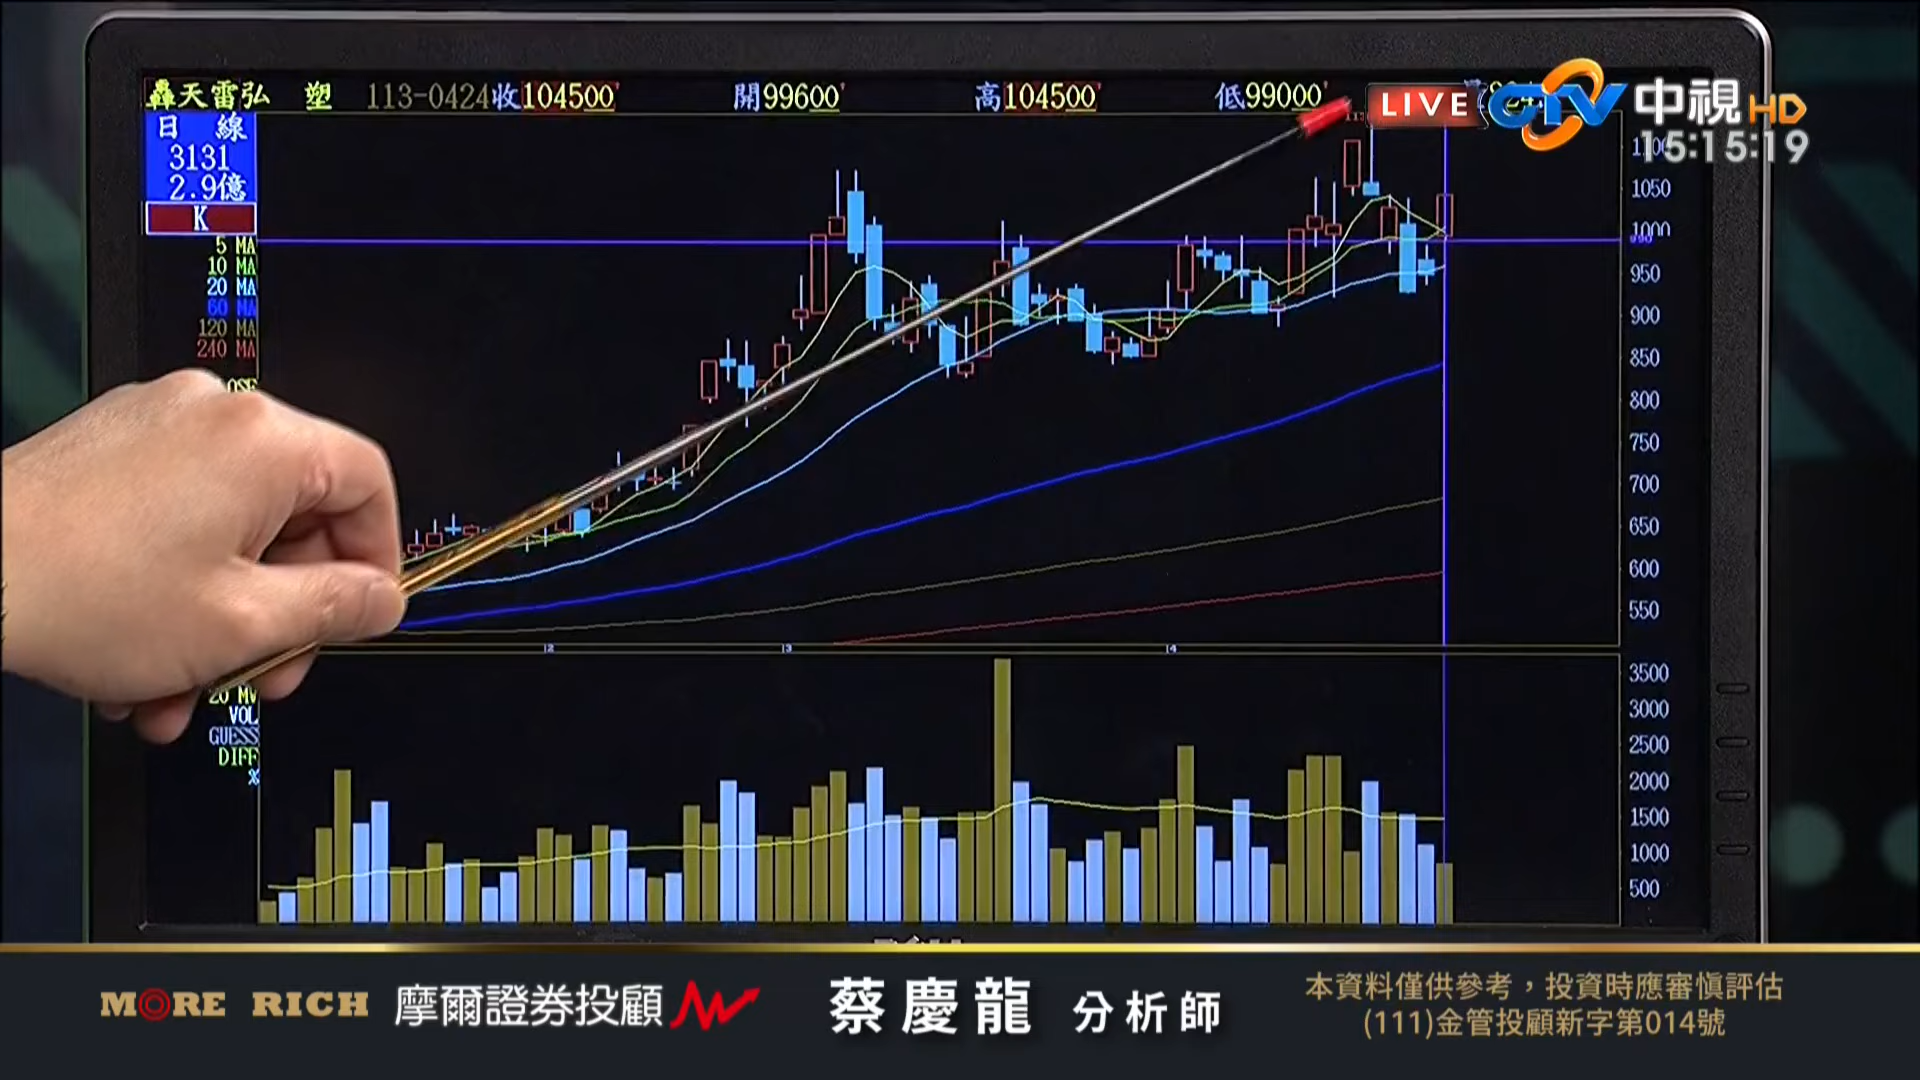 轟天雷弘塑 113-0424 收104500 開99600 高104500 低99000
LIVE
CTV 中視HD
15:15:19
日線
3131
2.9億
K
5 MA
10 MA
20 MA
60 MA
120 MA
240 MA
1050
1000
950
900
850
800
750
700
650
600
550
2 3 4
20 MV
VOL
GUESS
DIFF
%
3500
3000
2500
2000
1500
1000
500
MORE RICH 摩爾證券投顧 蔡慶龍 分析師
本資料僅供參考，投資時應審慎評估
(111)金管投顧新字第014號